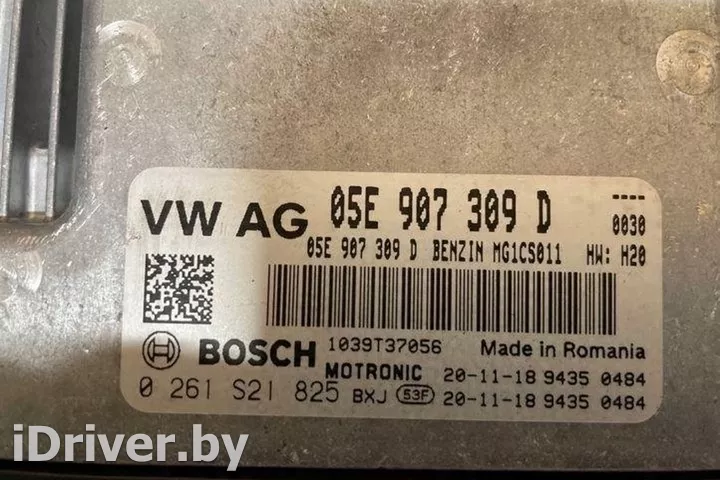 VW AG 05E 907 309 D ---- 0030
05E 907 309 D BENZIN MG1CS011 HW: H20
BOSCH 1039T37056 Made in Romania
MOTRONIC 20-11-18 9435 0484
0 261 S21 825 BXJ 53F 20-11-18 9435 0484
iDriver.by